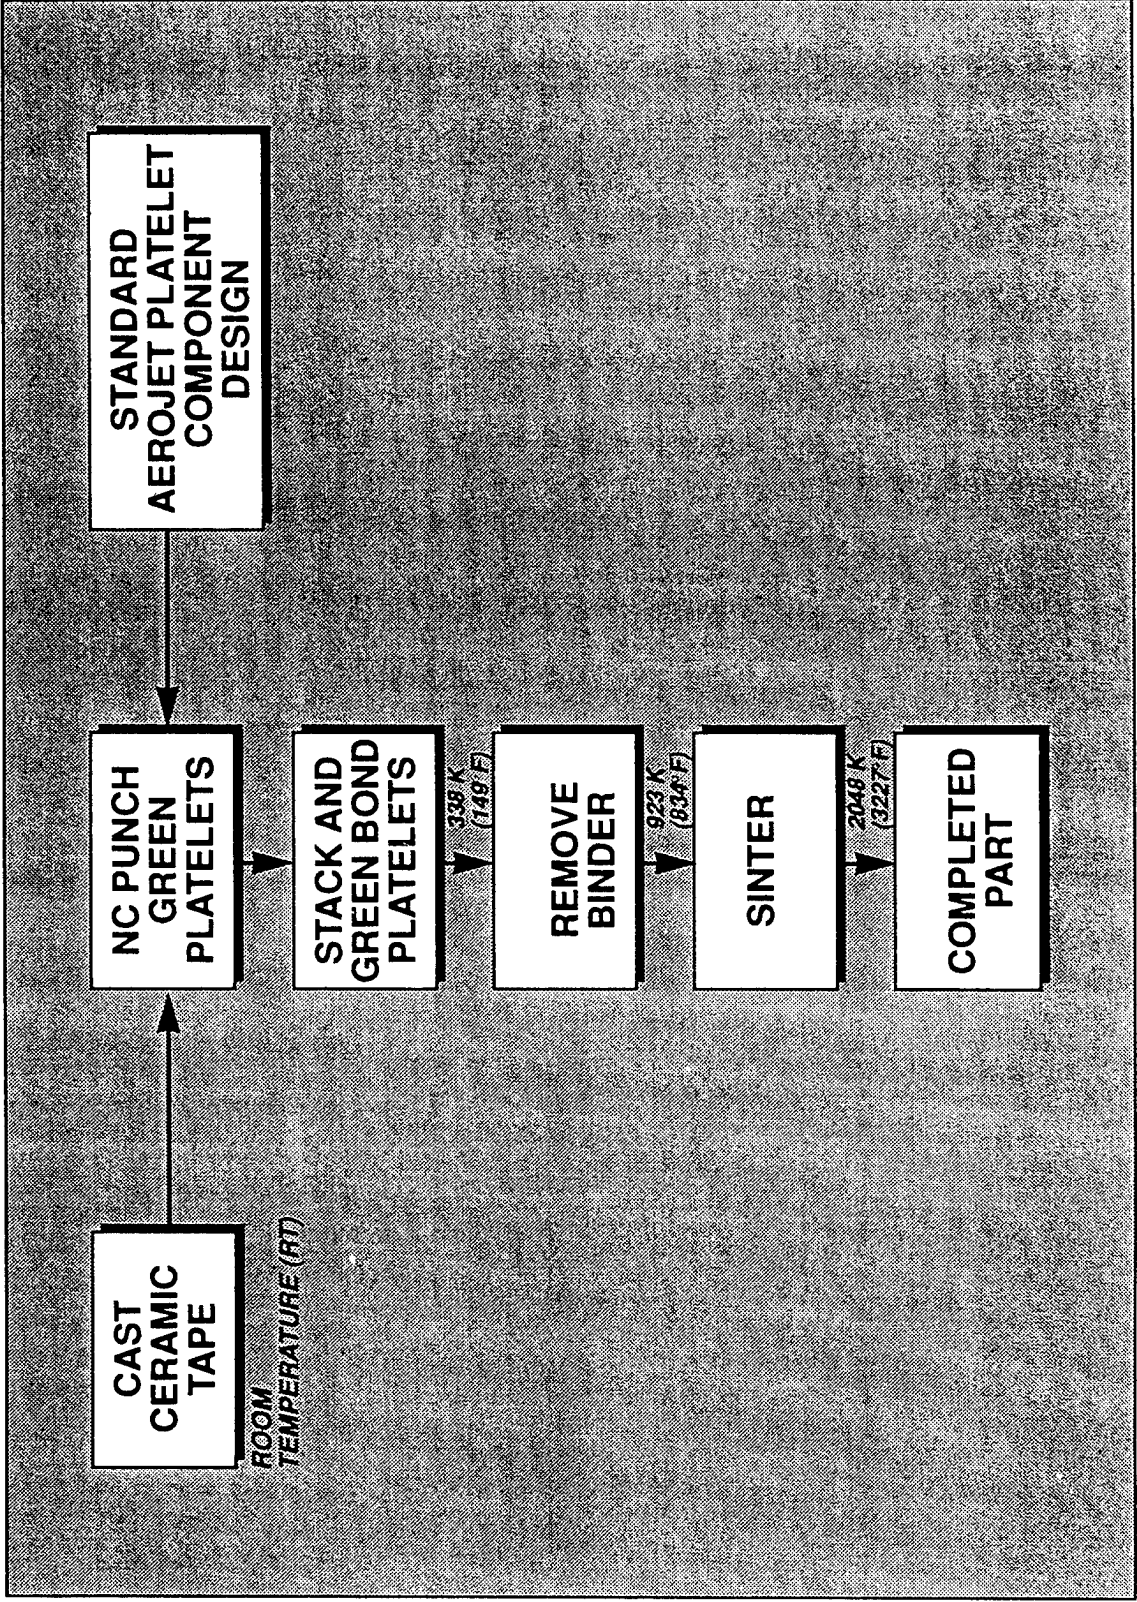 CAST
CERAMIC
TAPE
ROOM
TEMPERATURE (RT)
NC PUNCH
GREEN
PLATELETS
STANDARD
AEROJET PLATELET
COMPONENT
DESIGN
STACK AND
GREEN BOND
PLATELETS
338 K
(149° F)
REMOVE
BINDER
923 K
(834° F)
SINTER
2048 K
(3227° F)
COMPLETED
PART